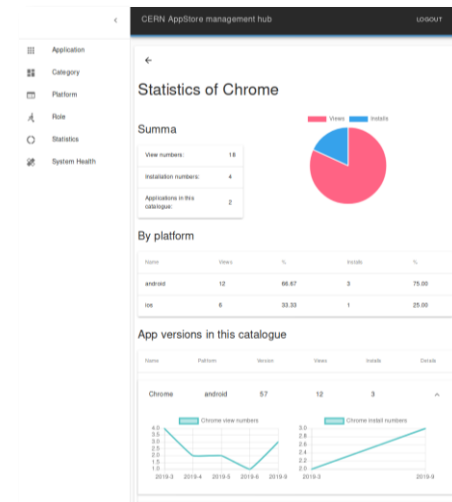 CERN AppStore management hub
LOGOUT
Application
Category
Platform
Role
Statistics
System Health
Statistics of Chrome
Summa
View numbers: 18
Installation numbers: 4
Applications in this
catalogue: 2
Views Installs
By platform
Name Views % Installs %
android 12 66.67 3 75.00
ios 6 33.33 1 25.00
App versions in this catalogue
Name Platform Version Views Installs Details
Chrome android 57 12 3
Chrome view numbers
4.0
3.5
3.0
2.5
2.0
1.5
1.0
2019-3 2019-4 2019-5 2019-6 2019-9
Chrome install numbers
3.0
2.8
2.6
2.4
2.2
2.0
2019-3 2019-9